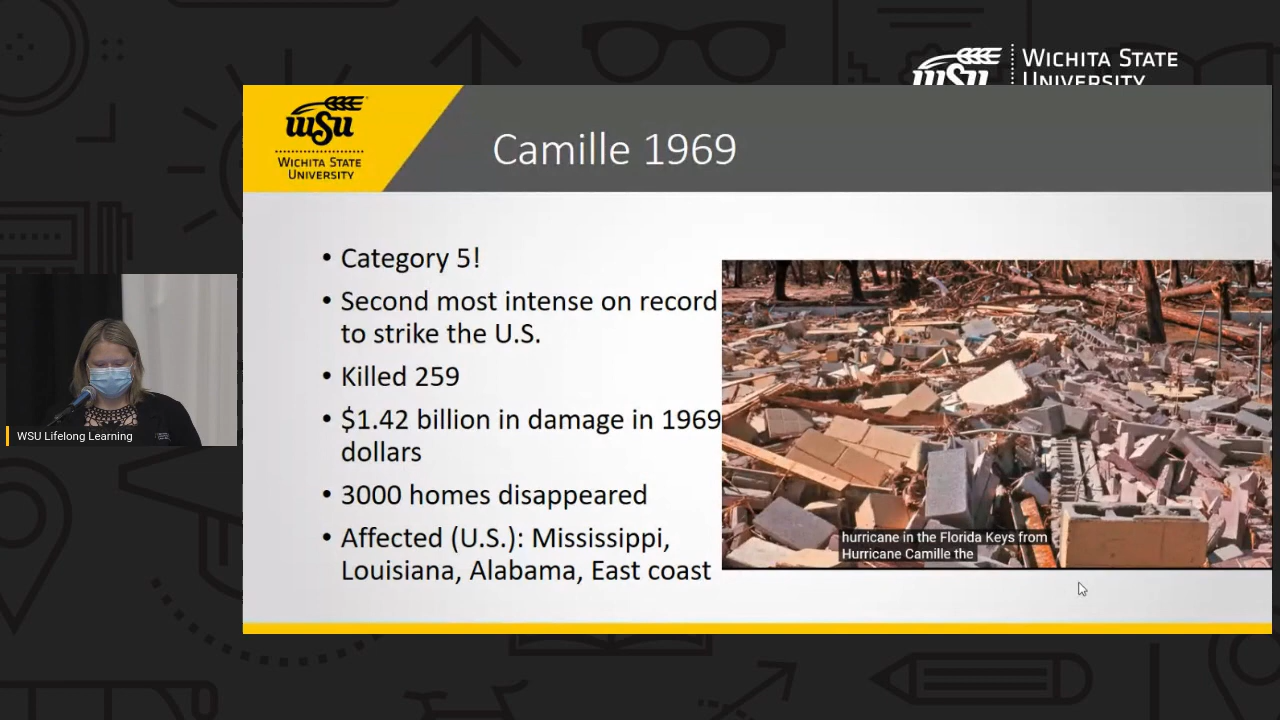 WICHITA STATE
UNIVERSITY
wsu
WICHITA STATE
UNIVERSITY
Camille 1969
• Category 5!
• Second most intense on record
to strike the U.S.
• Killed 259
• $1.42 billion in damage in 1969
dollars
• 3000 homes disappeared
• Affected (U.S.): Mississippi,
Louisiana, Alabama, East coast
hurricane in the Florida Keys from
Hurricane Camille the
WSU Lifelong Learning